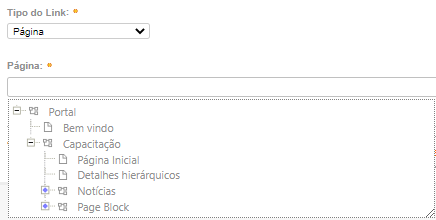 Tipo do Link:
Página
Página:
Portal
Bem vindo
Capacitação
Página Inicial
Detalhes hierárquicos
Notícias
Page Block